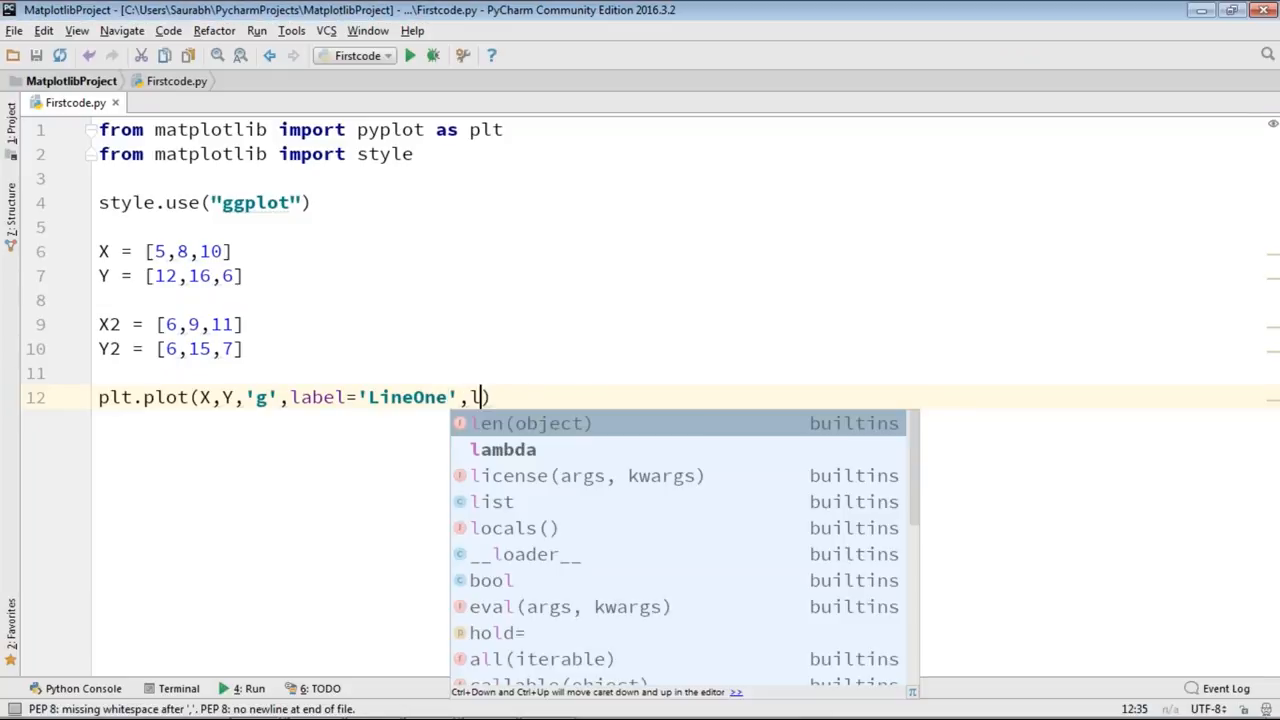 MatplotlibProject - [C:\Users\Saurabh\PycharmProjects\MatplotlibProject] - ...\Firstcode.py - PyCharm Community Edition 2016.3.2
File Edit View Navigate Code Refactor Run Tools VCS Window Help
Firstcode
MatplotlibProject Firstcode.py
Firstcode.py
1: Project
Z: Structure
2: Favorites
1 from matplotlib import pyplot as plt
2 from matplotlib import style
3
4 style.use("ggplot")
5
6 X = [5,8,10]
7 Y = [12,16,6]
8
9 X2 = [6,9,11]
10 Y2 = [6,15,7]
11
12 plt.plot(X,Y,'g',label='LineOne',l)
len(object) builtins
lambda
license(args, kwargs) builtins
list builtins
locals() builtins
__loader__ builtins
bool builtins
eval(args, kwargs) builtins
hold=
all(iterable) builtins
callable(object) builtins
Ctrl+Down and Ctrl+Up will move caret down and up in the editor >> π
Python Console Terminal 4: Run 6: TODO Event Log
PEP 8: missing whitespace after ','. PEP 8: no newline at end of file. 12:35 n/a UTF-8